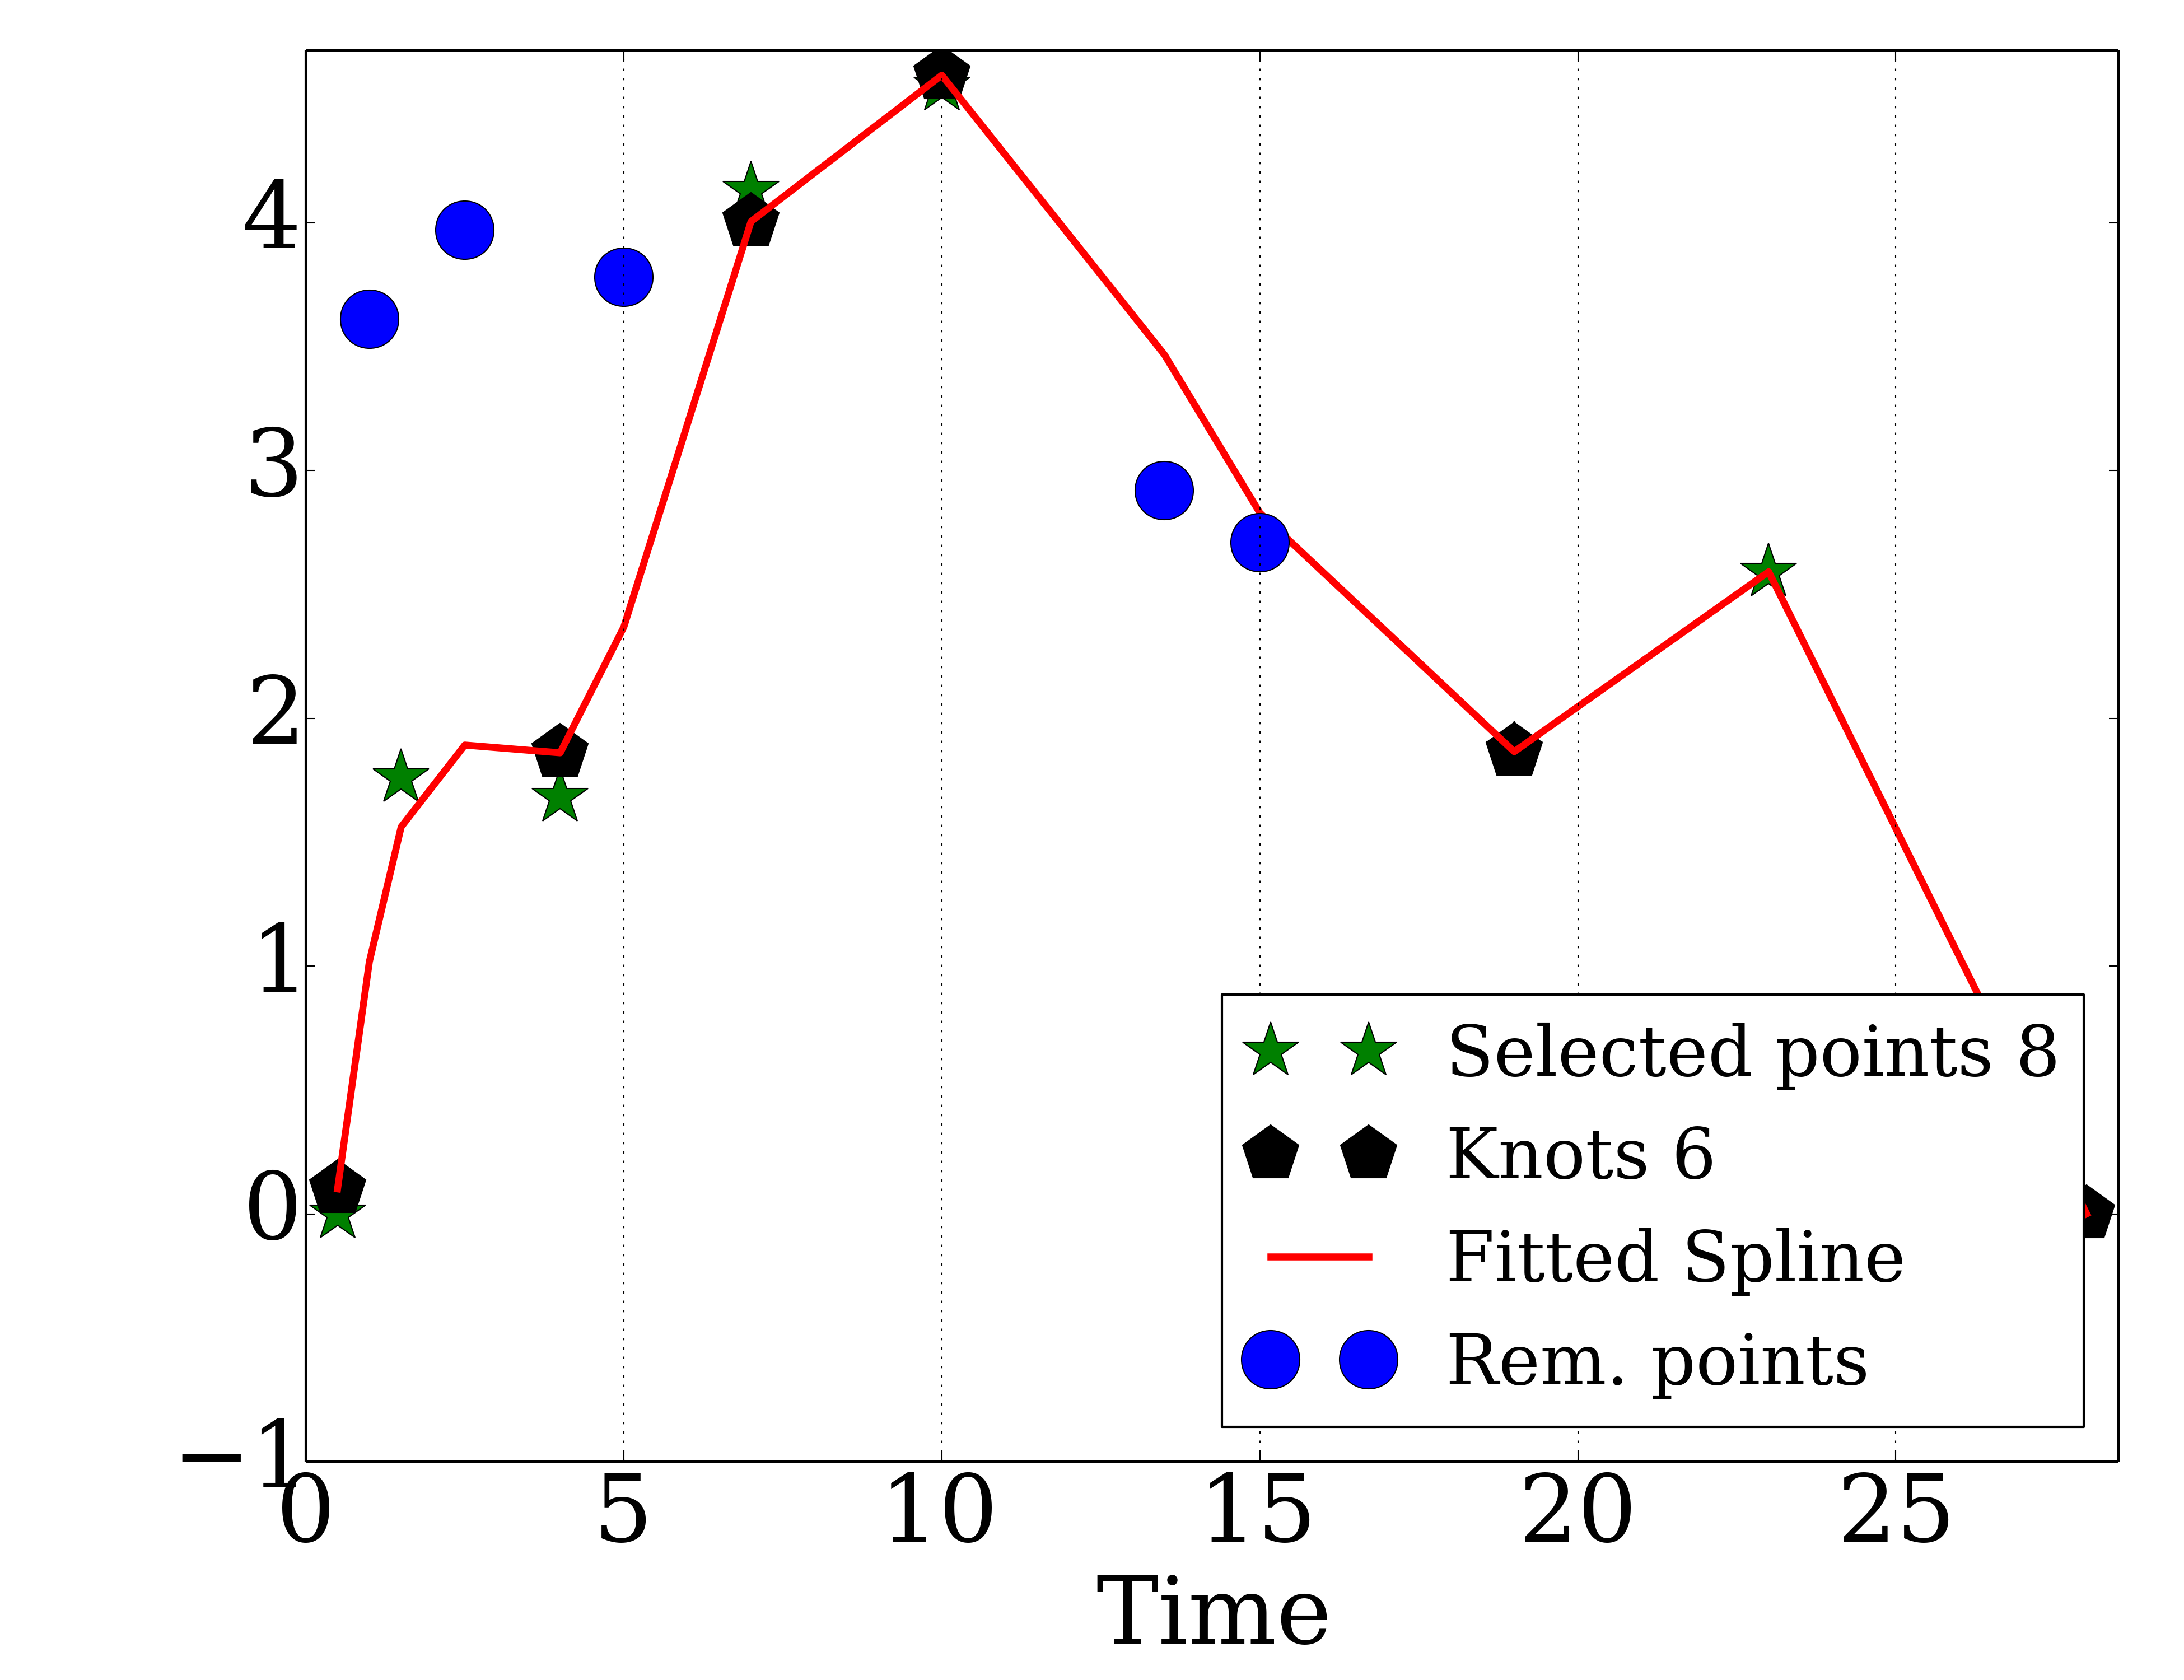 4
3
2
1
0
−1
0 5 10 15 20 25
Time
Selected points 8
Knots 6
Fitted Spline
Rem. points